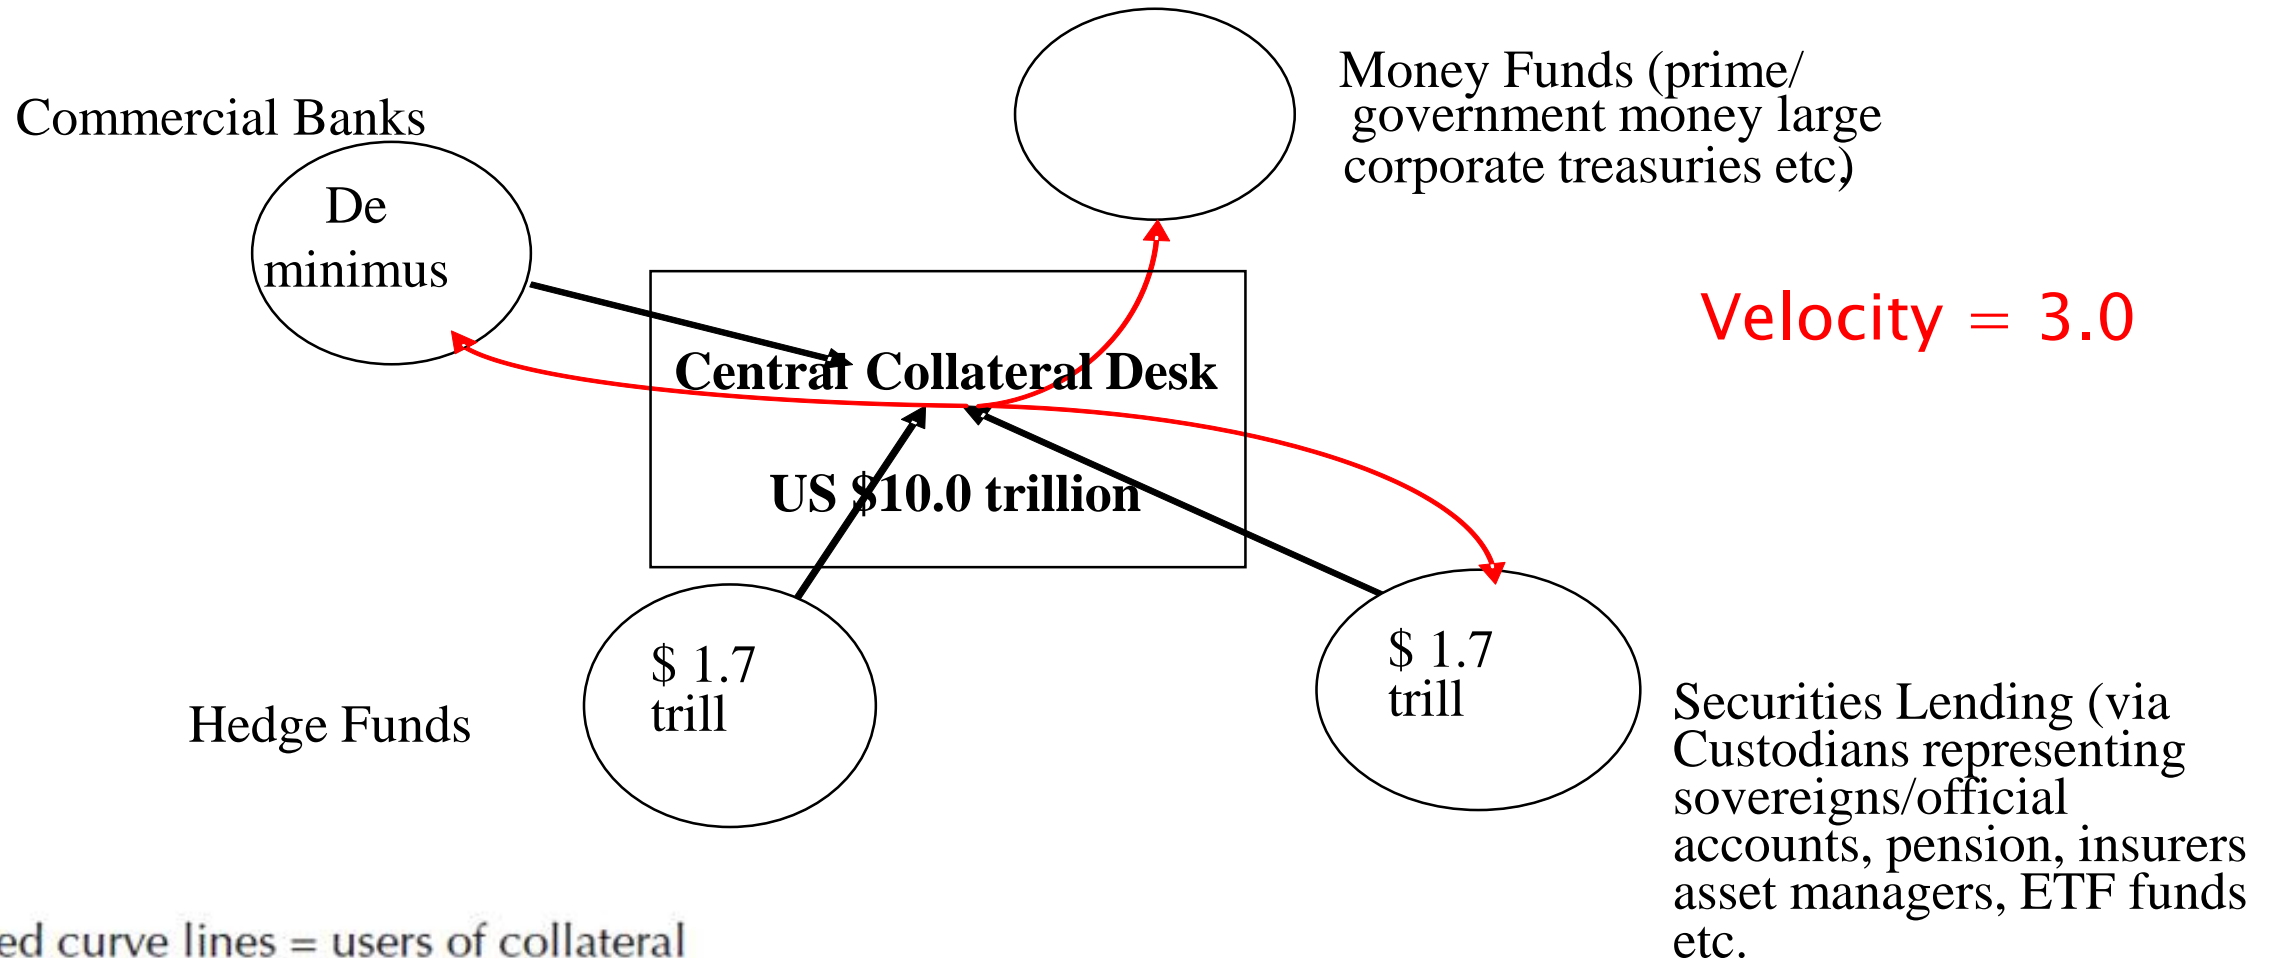 Commercial Banks
De
minimus
Money Funds (prime/
government money large
corporate treasuries etc,)
Velocity = 3.0
Central Collateral Desk
US $10.0 trillion
Hedge Funds
$ 1.7
trill
$ 1.7
trill
Securities Lending (via
Custodians representing
sovereigns/official
accounts, pension, insurers
asset managers, ETF funds
etc.
ed curve lines = users of collateral